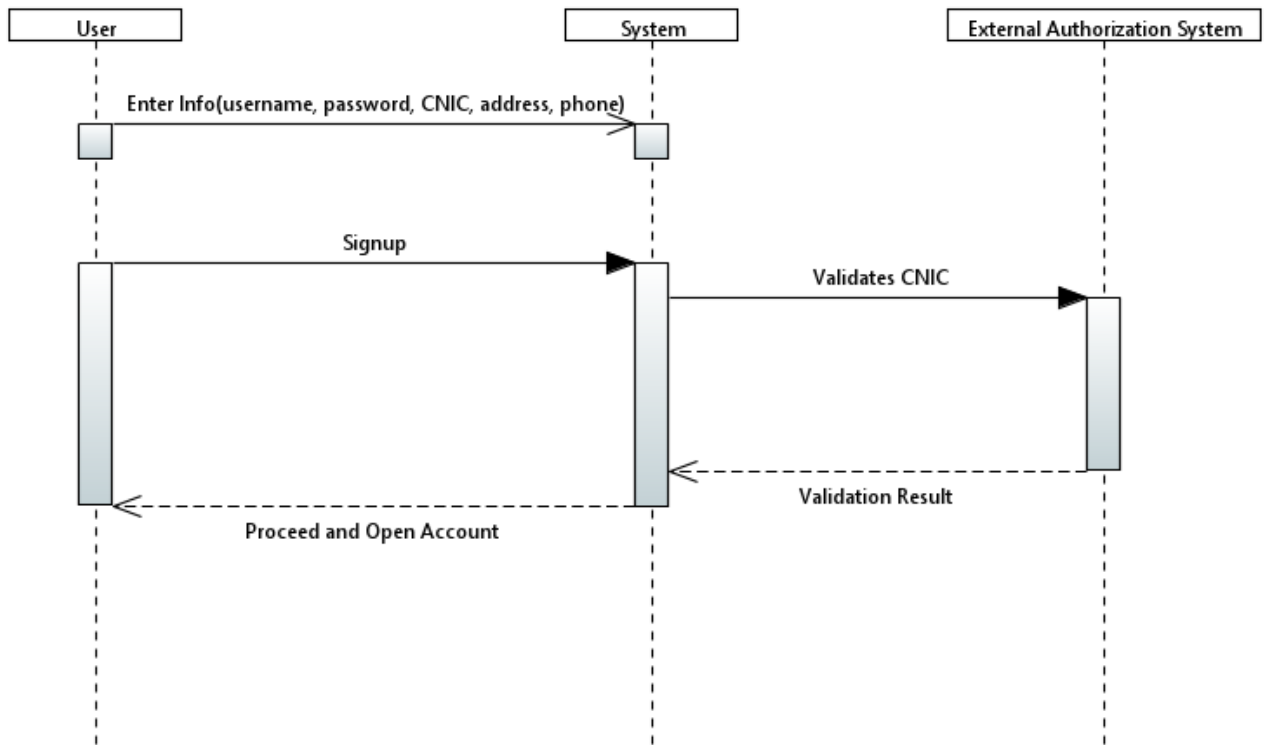 User
System
External Authorization System
Enter Info(username, password, CNIC, address, phone)
Signup
Validates CNIC
Validation Result
Proceed and Open Account